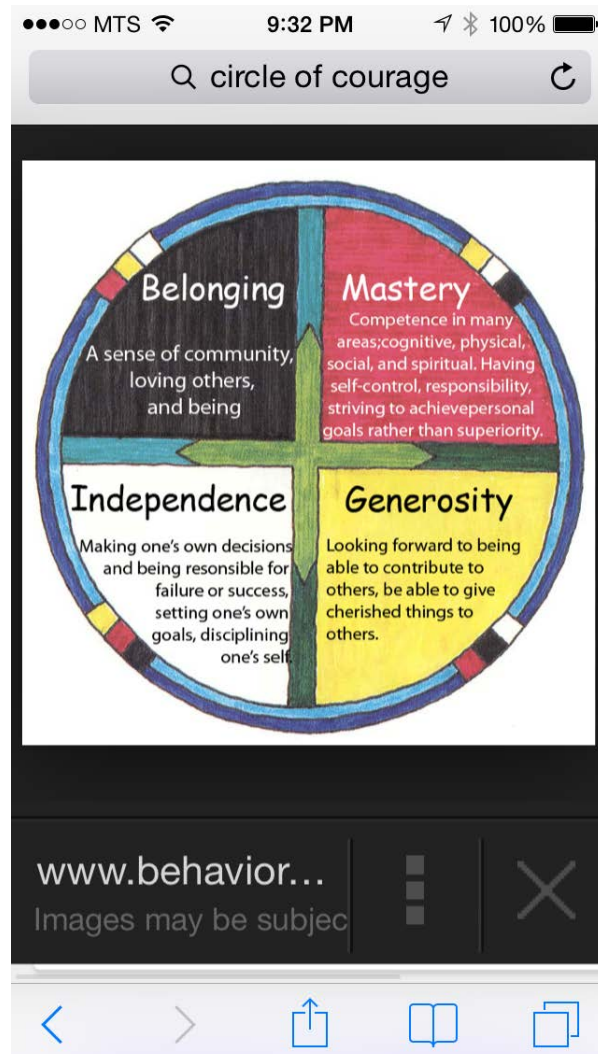 MTS 9:32 PM 100%
circle of courage
Belonging
A sense of community,
loving others,
and being
Mastery
Competence in many
areas;cognitive, physical,
social, and spiritual. Having
self-control, responsibility,
striving to achievepersonal
goals rather than superiority.
Independence
Making one's own decisions
and being resonsible for
failure or success,
setting one's own
goals, disciplining
one's self.
Generosity
Looking forward to being
able to contribute to
others, be able to give
cherished things to
others.
www.behavior...
Images may be subjec